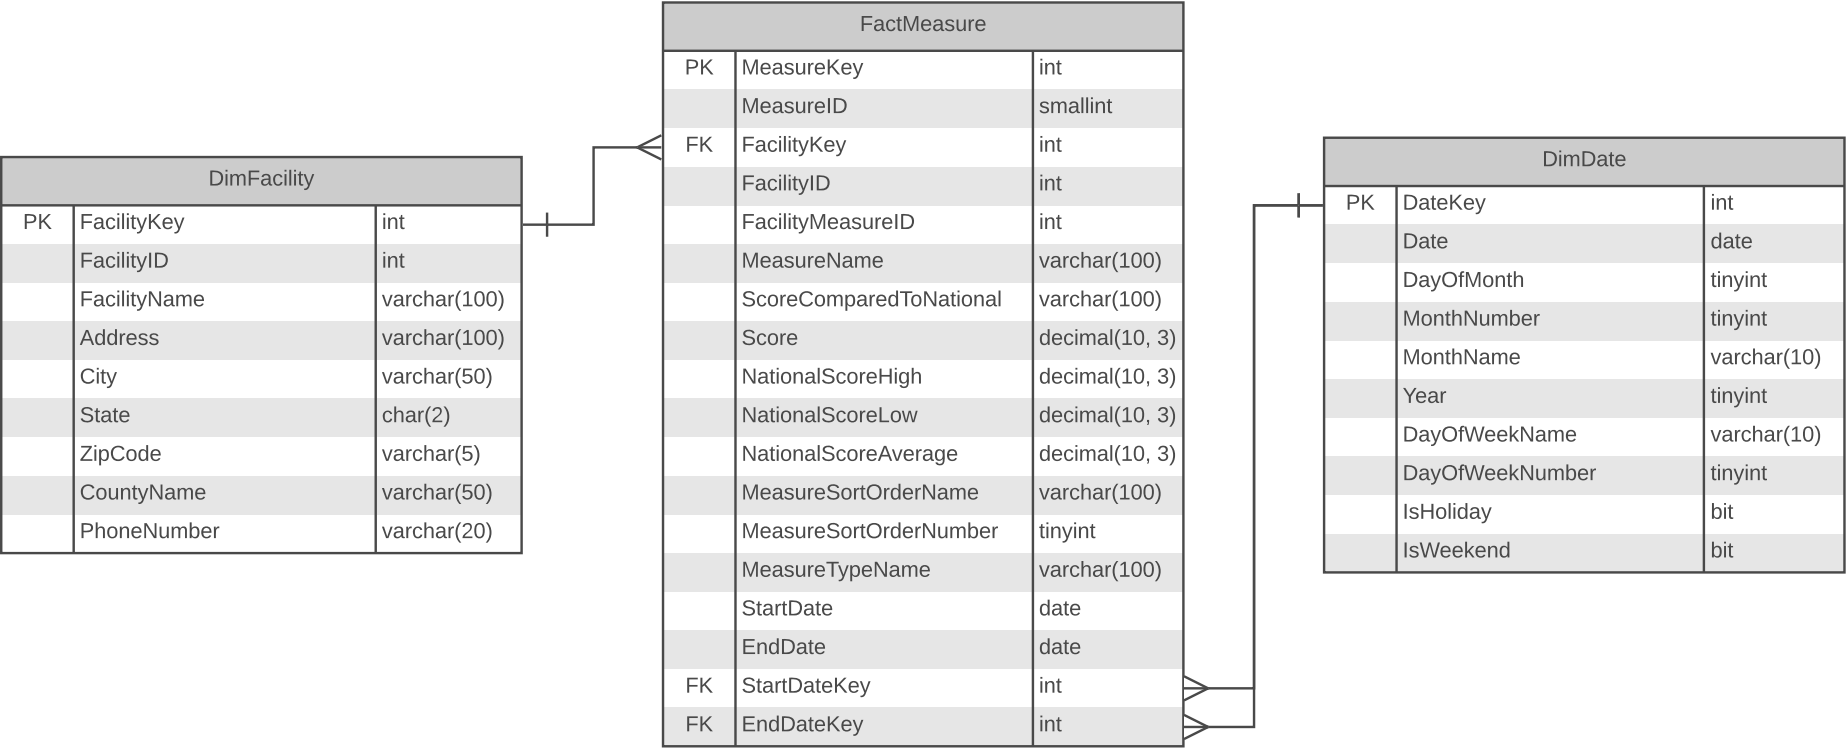 DimFacility
PK FacilityKey int
FacilityID int
FacilityName varchar(100)
Address varchar(100)
City varchar(50)
State char(2)
ZipCode varchar(5)
CountyName varchar(50)
PhoneNumber varchar(20)
FactMeasure
PK MeasureKey int
MeasureID smallint
FK FacilityKey int
FacilityID int
FacilityMeasureID int
MeasureName varchar(100)
ScoreComparedToNational varchar(100)
Score decimal(10, 3)
NationalScoreHigh decimal(10, 3)
NationalScoreLow decimal(10, 3)
NationalScoreAverage decimal(10, 3)
MeasureSortOrderName varchar(100)
MeasureSortOrderNumber tinyint
MeasureTypeName varchar(100)
StartDate date
EndDate date
FK StartDateKey int
FK EndDateKey int
DimDate
PK DateKey int
Date date
DayOfMonth tinyint
MonthNumber tinyint
MonthName varchar(10)
Year tinyint
DayOfWeekName varchar(10)
DayOfWeekNumber tinyint
IsHoliday bit
IsWeekend bit